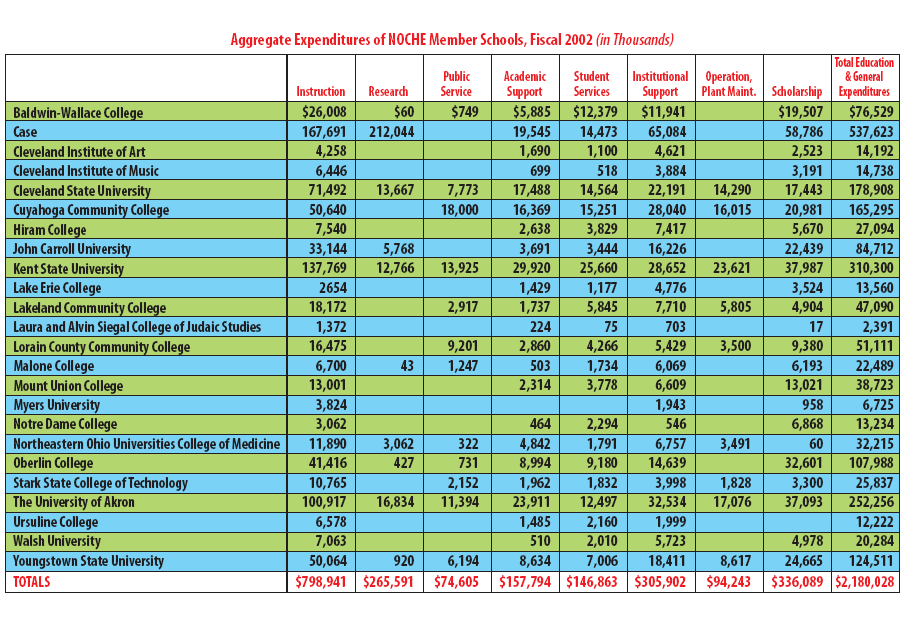 Aggregate Expenditures of NOCHE Member Schools, Fiscal 2002 (in Thousands)
Instruction Research Public Service Academic Support Student Services Institutional Support Operation, Plant Maint. Scholarship Total Education & General Expenditures
Baldwin-Wallace College $26,008 $60 $749 $5,885 $12,379 $11,941 $19,507 $76,529
Case 167,691 212,044 19,545 14,473 65,084 58,786 537,623
Cleveland Institute of Art 4,258 1,690 1,100 4,621 2,523 14,192
Cleveland Institute of Music 6,446 699 518 3,884 3,191 14,738
Cleveland State University 71,492 13,667 7,773 17,488 14,564 22,191 14,290 17,443 178,908
Cuyahoga Community College 50,640 18,000 16,369 15,251 28,040 16,015 20,981 165,295
Hiram College 7,540 2,638 3,829 7,417 5,670 27,094
John Carroll University 33,144 5,768 3,691 3,444 16,226 22,439 84,712
Kent State University 137,769 12,766 13,925 29,920 25,660 28,652 23,621 37,987 310,300
Lake Erie College 2654 1,429 1,177 4,776 3,524 13,560
Lakeland Community College 18,172 2,917 1,737 5,845 7,710 5,805 4,904 47,090
Laura and Alvin Siegal College of Judaic Studies 1,372 224 75 703 17 2,391
Lorain County Community College 16,475 9,201 2,860 4,266 5,429 3,500 9,380 51,111
Malone College 6,700 43 1,247 503 1,734 6,069 6,193 22,489
Mount Union College 13,001 2,314 3,778 6,609 13,021 38,723
Myers University 3,824 1,943 958 6,725
Notre Dame College 3,062 464 2,294 546 6,868 13,234
Northeastern Ohio Universities College of Medicine 11,890 3,062 322 4,842 1,791 6,757 3,491 60 32,215
Oberlin College 41,416 427 731 8,994 9,180 14,639 32,601 107,988
Stark State College of Technology 10,765 2,152 1,962 1,832 3,998 1,828 3,300 25,837
The University of Akron 100,917 16,834 11,394 23,911 12,497 32,534 17,076 37,093 252,256
Ursuline College 6,578 1,485 2,160 1,999 12,222
Walsh University 7,063 510 2,010 5,723 4,978 20,284
Youngstown State University 50,064 920 6,194 8,634 7,006 18,411 8,617 24,665 124,511
TOTALS $798,941 $265,591 $74,605 $157,794 $146,863 $305,902 $94,243 $336,089 $2,180,028